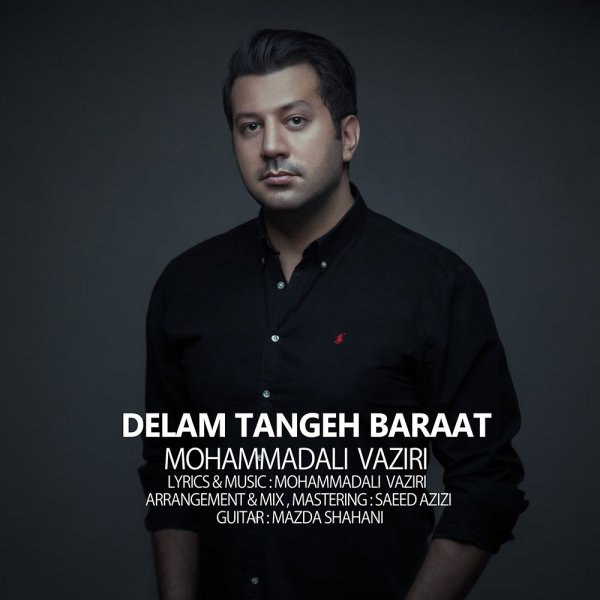 DELAM TANGEH BARAAT
MOHAMMADALI VAZIRI
LYRICS & MUSIC : MOHAMMADALI VAZIRI
ARRANGEMENT & MIX , MASTERING : SAEED AZIZI
GUITAR : MAZDA SHAHANI